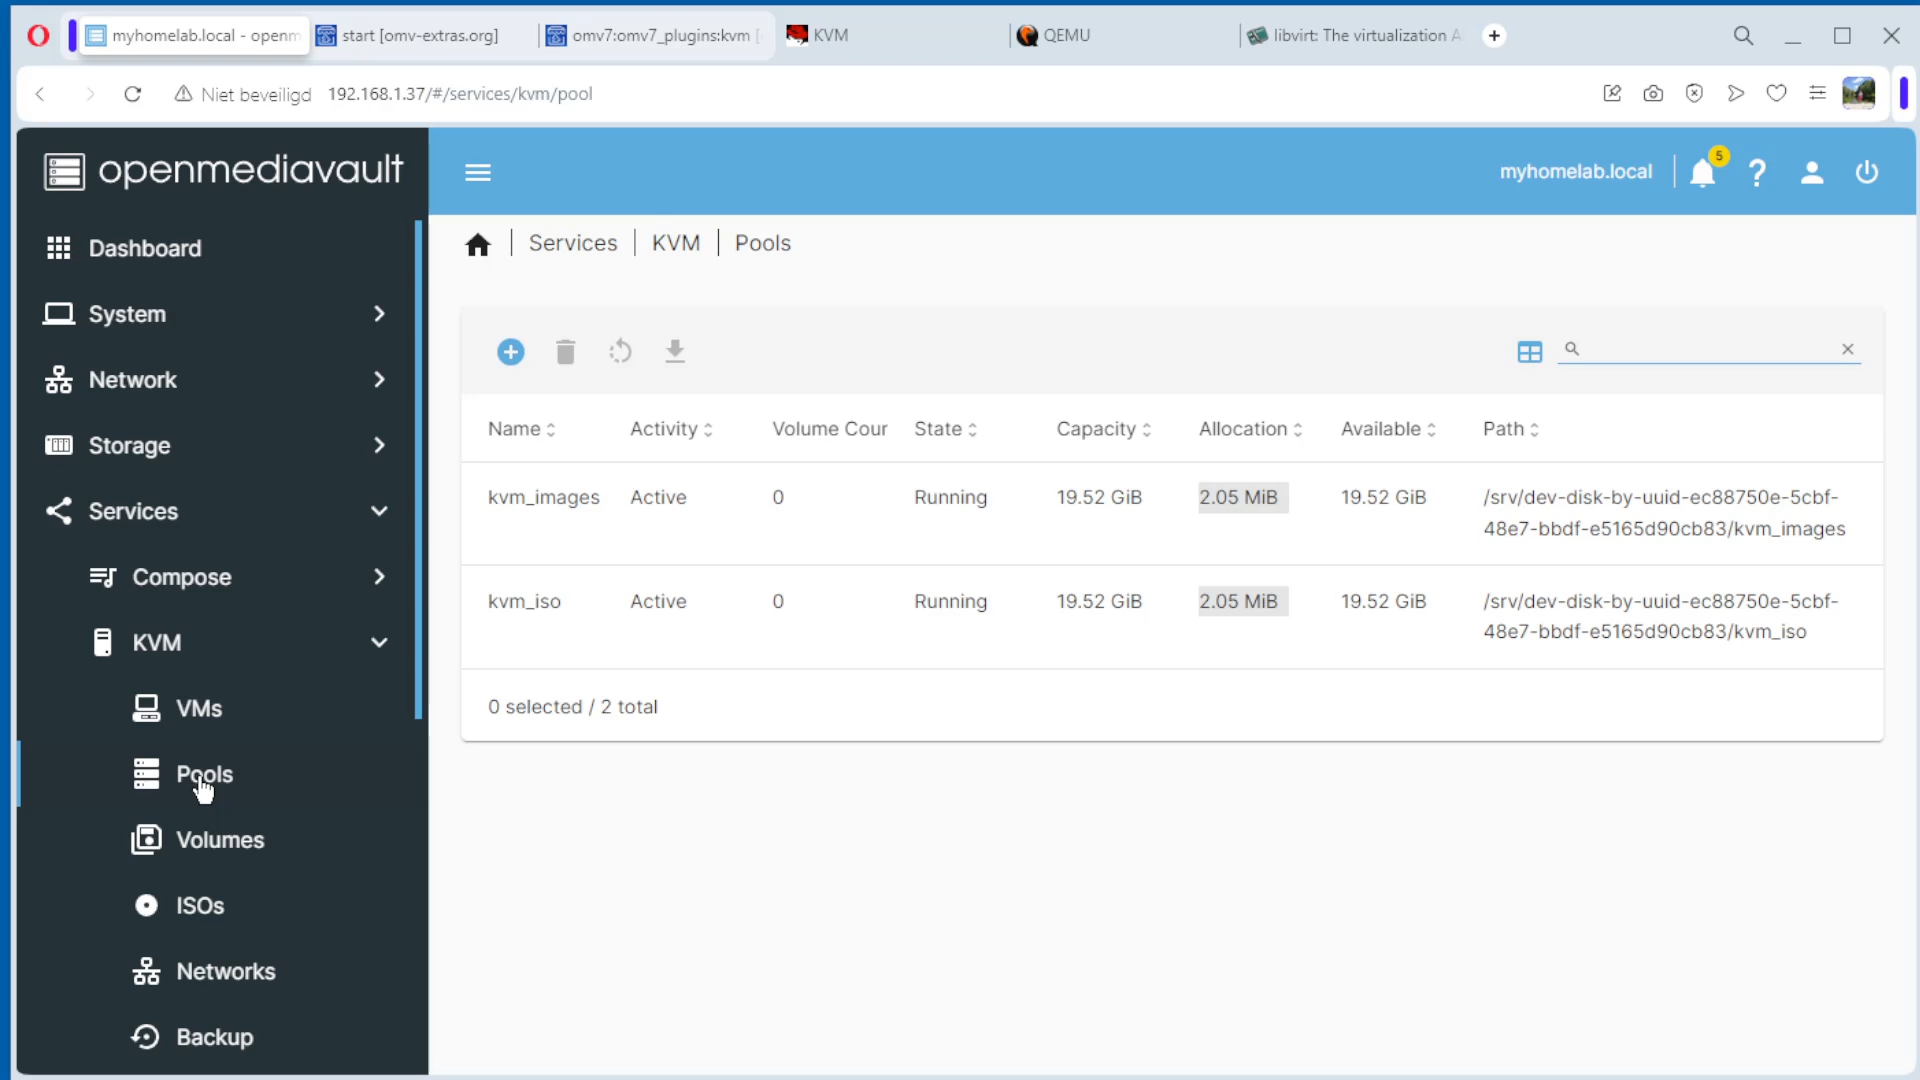 myhomelab.local - openm
start [omv-extras.org]
omv7:omv7_plugins:kvm [
KVM
QEMU
libvirt: The virtualization A
Niet beveiligd 192.168.1.37/#/services/kvm/pool
openmediavault
myhomelab.local
5
Dashboard
System
Network
Storage
Services
Compose
KVM
VMs
Pools
Volumes
ISOs
Networks
Backup
Services | KVM | Pools
Name Activity Volume Cour State Capacity Allocation Available Path
kvm_images Active 0 Running 19.52 GiB 2.05 MiB 19.52 GiB /srv/dev-disk-by-uuid-ec88750e-5cbf-
48e7-bbdf-e5165d90cb83/kvm_images
kvm_iso Active 0 Running 19.52 GiB 2.05 MiB 19.52 GiB /srv/dev-disk-by-uuid-ec88750e-5cbf-
48e7-bbdf-e5165d90cb83/kvm_iso
0 selected / 2 total